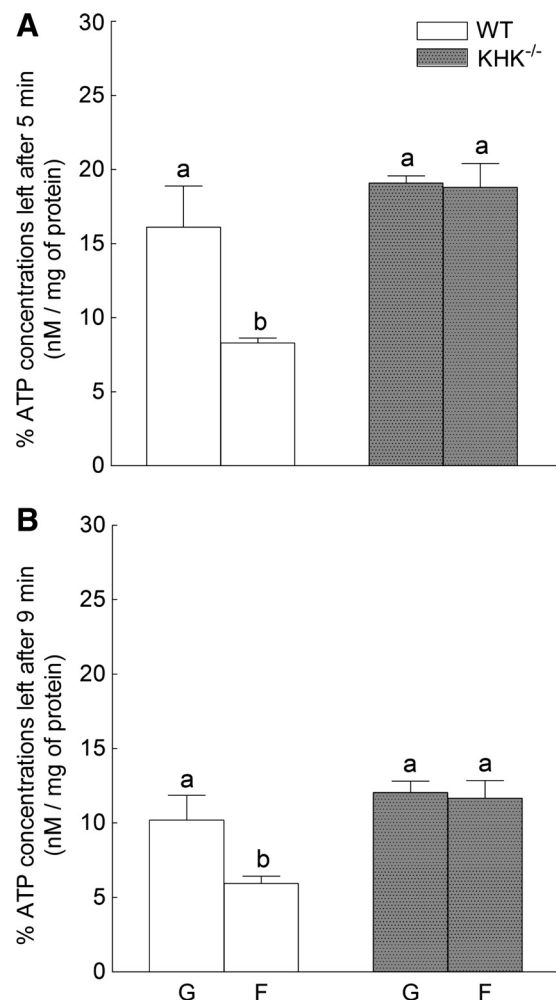 A
WT
KHK-/-
% ATP concentrations left after 5 min
(nM / mg of protein)
30
25
20
15
10
5
0
a
b
a
a
B
% ATP concentrations left after 9 min
(nM / mg of protein)
30
25
20
15
10
5
0
a
b
a
a
G F G F